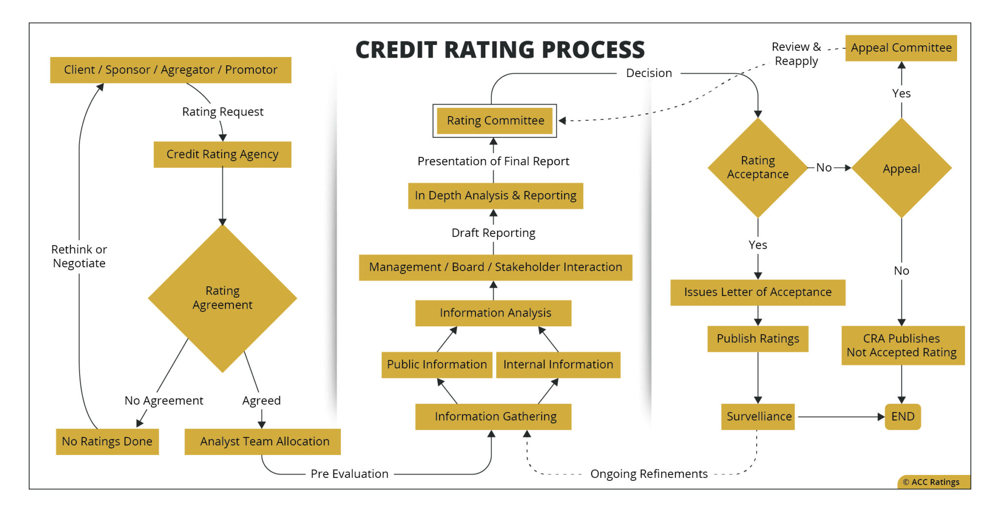 CREDIT RATING PROCESS
Client / Sponsor / Agregator / Promotor
Rating Request
Credit Rating Agency
Rethink or
Negotiate
Rating
Agreement
No Agreement
Agreed
No Ratings Done
Analyst Team Allocation
Pre Evaluation
Decision
Rating Committee
Presentation of Final Report
In Depth Analysis & Reporting
Draft Reporting
Management / Board / Stakeholder Interaction
Information Analysis
Public Information
Internal Information
Information Gathering
Ongoing Refinements
Review &
Reapply
Appeal Committee
Yes
Rating
Acceptance
No
Appeal
Yes
No
Issues Letter of Acceptance
Publish Ratings
CRA Publishes
Not Accepted Rating
Survelliance
END
© ACC Ratings